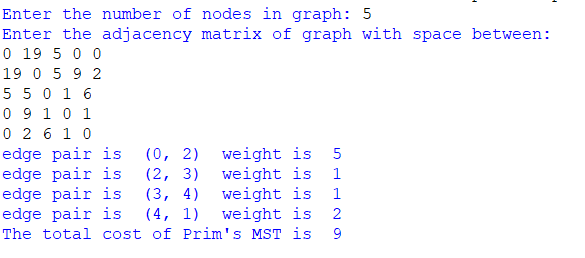 Enter the number of nodes in graph: 5
Enter the adjacency matrix of graph with space between:
0 19 5 0 0
19 0 5 9 2
5 5 0 1 6
0 9 1 0 1
0 2 6 1 0
edge pair is  (0, 2)  weight is  5
edge pair is  (2, 3)  weight is  1
edge pair is  (3, 4)  weight is  1
edge pair is  (4, 1)  weight is  2
The total cost of Prim's MST is  9